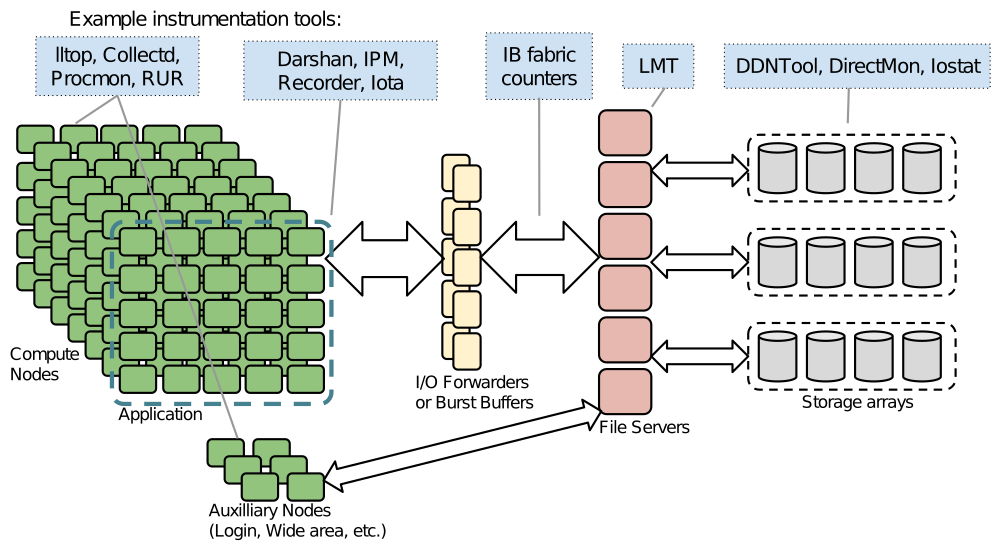 Example instrumentation tools:
lltop, Collectd,
Procmon, RUR
Darshan, IPM,
Recorder, Iota
IB fabric
counters
LMT
DDNTool, DirectMon, Iostat
Compute
Nodes
Application
I/O Forwarders
or Burst Buffers
File Servers
Storage arrays
Auxilliary Nodes
(Login, Wide area, etc.)